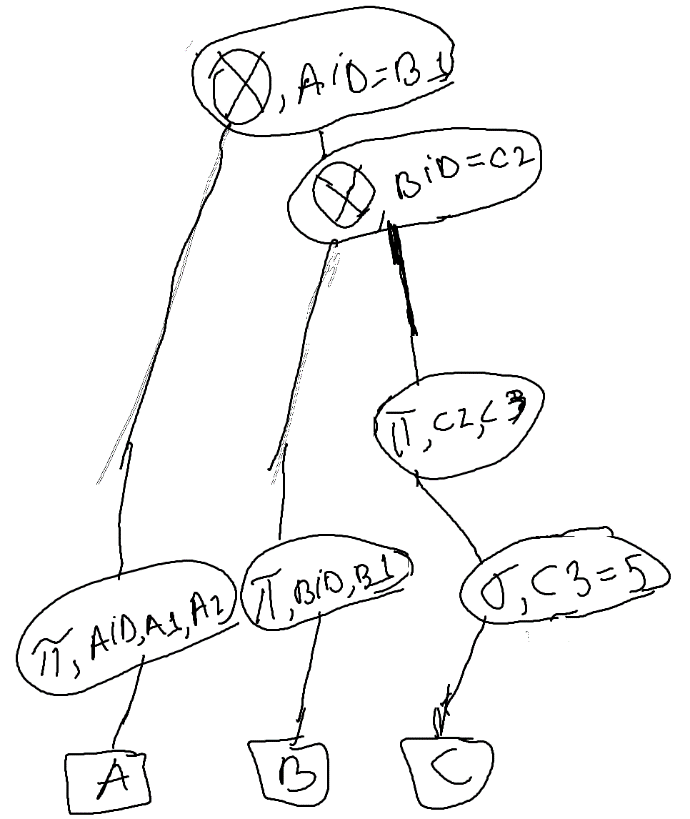 ⊗, AiD=B1
⊗ BiD=C2
π, C2, C3
π, AiD, A1, A2
π, BiD, B1
σ, C3=5
A
B
C